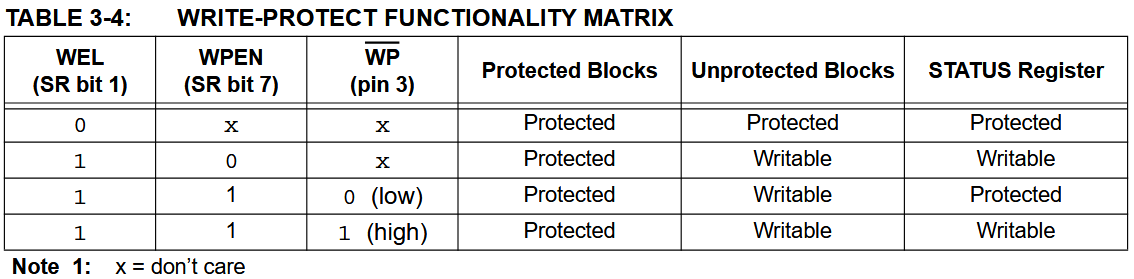 TABLE 3-4: WRITE-PROTECT FUNCTIONALITY MATRIX
WEL (SR bit 1) WPEN (SR bit 7) WP (pin 3) Protected Blocks Unprotected Blocks STATUS Register
0 x x Protected Protected Protected
1 0 x Protected Writable Writable
1 1 0 (low) Protected Writable Protected
1 1 1 (high) Protected Writable Writable
Note 1: x = don't care